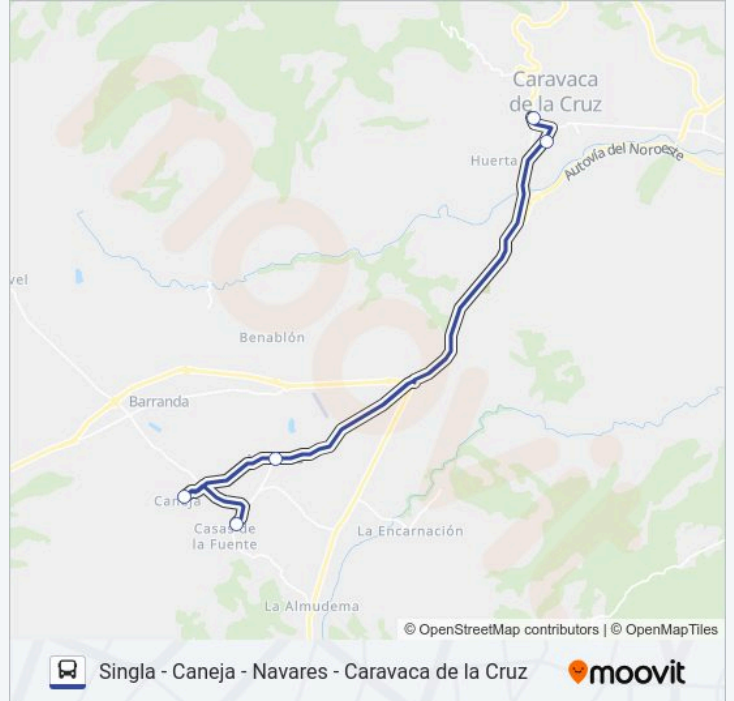 Caravaca
de la Cruz
Huerta
Autovía del Noroeste
vel
Benablón
Barranda
Caneja
Casas de
la Fuente
La Encarnación
La Almudema
© OpenStreetMap contributors | © OpenMapTiles
Singla - Caneja - Navares - Caravaca de la Cruz
moovit
moovit